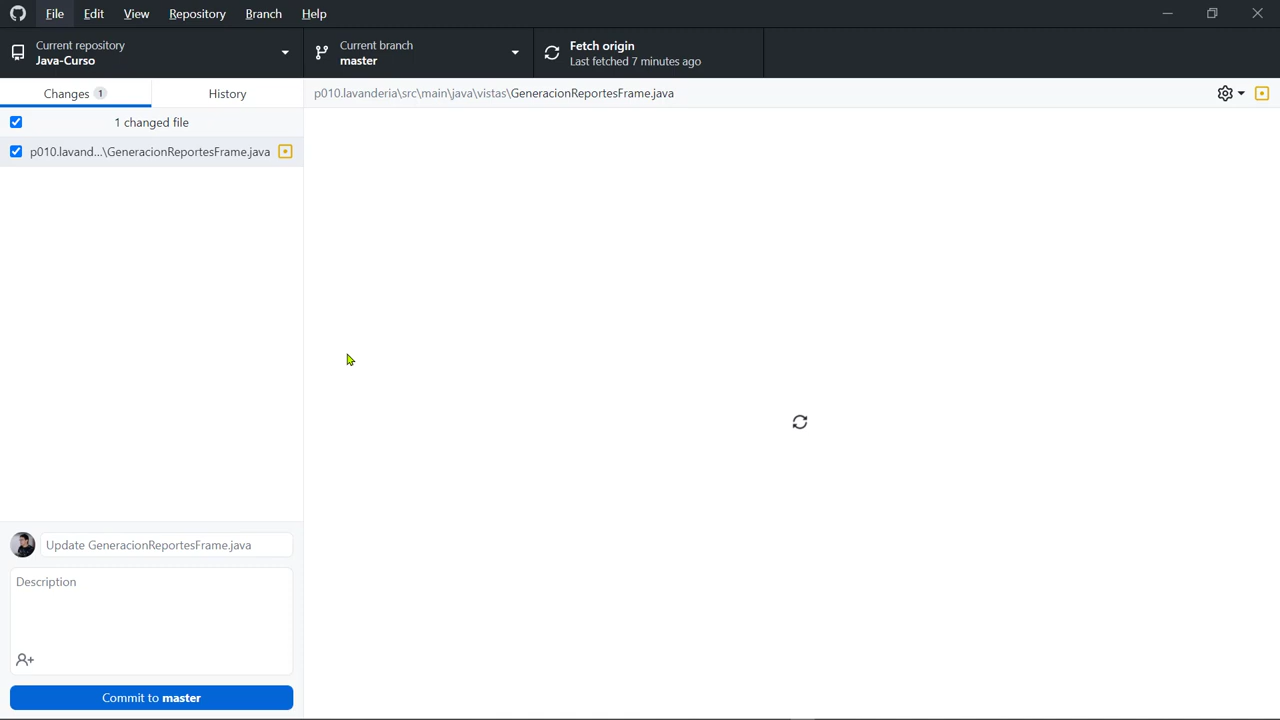 File Edit View Repository Branch Help
Current repository
Java-Curso
Current branch
master
Fetch origin
Last fetched 7 minutes ago
Changes 1
History
p010.lavanderia\src\main\java\vistas\GeneracionReportesFrame.java
1 changed file
p010.lavand...\GeneracionReportesFrame.java
Update GeneracionReportesFrame.java
Description
Commit to master